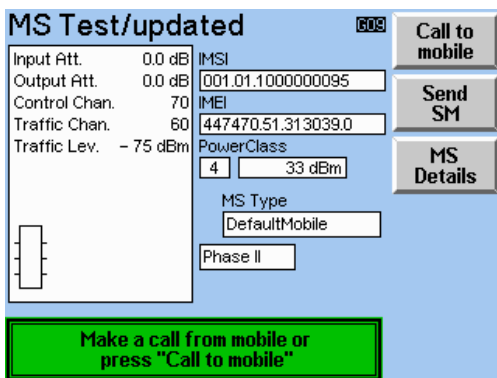 MS Test/updated
G09
Input Att. 0.0 dB
Output Att. 0.0 dB
Control Chan. 70
Traffic Chan. 60
Traffic Lev. – 75 dBm
IMSI
001.01.1000000095
IMEI
447470.51.313039.0
PowerClass
4 33 dBm
MS Type
DefaultMobile
Phase II
Make a call from mobile or
press "Call to mobile"
Call to
mobile
Send
SM
MS
Details